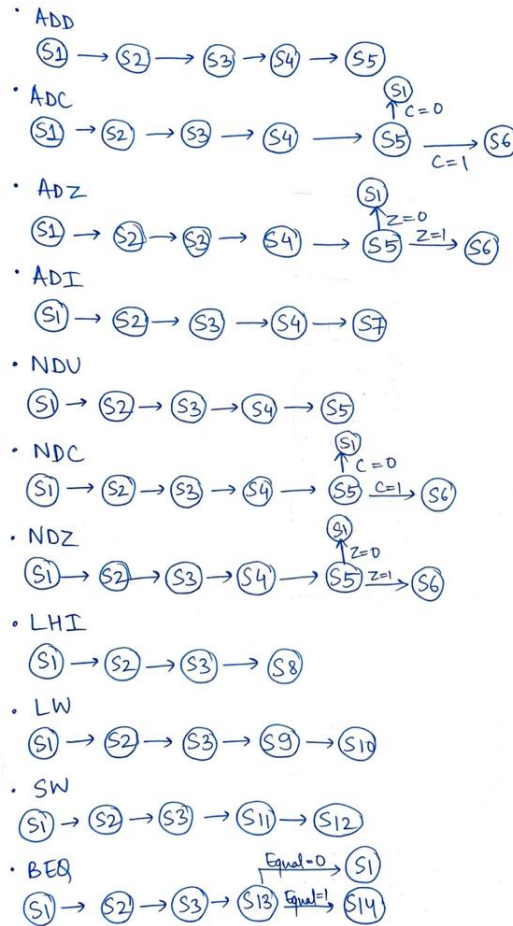 • ADD
S1 → S2 → S3 → S4 → S5
• ADC
S1
C=0
S1 → S2 → S3 → S4 → S5 → S6
C=1
• ADZ
S1
Z=0
S1 → S2 → S3 → S4 → S5 Z=1 → S6
• ADI
S1 → S2 → S3 → S4 → S7
• NDU
S1 → S2 → S3 → S4 → S5
• NDC
S1
C=0
S1 → S2 → S3 → S4 → S5 C=1 → S6
• NDZ
S1
Z=0
S1 → S2 → S3 → S4 → S5 Z=1 → S6
• LHI
S1 → S2 → S3 → S8
• LW
S1 → S2 → S3 → S9 → S10
• SW
S1 → S2 → S3 → S11 → S12
• BEQ
Equal=0 → S1
S1 → S2 → S3 → S13 Equal=1 → S14